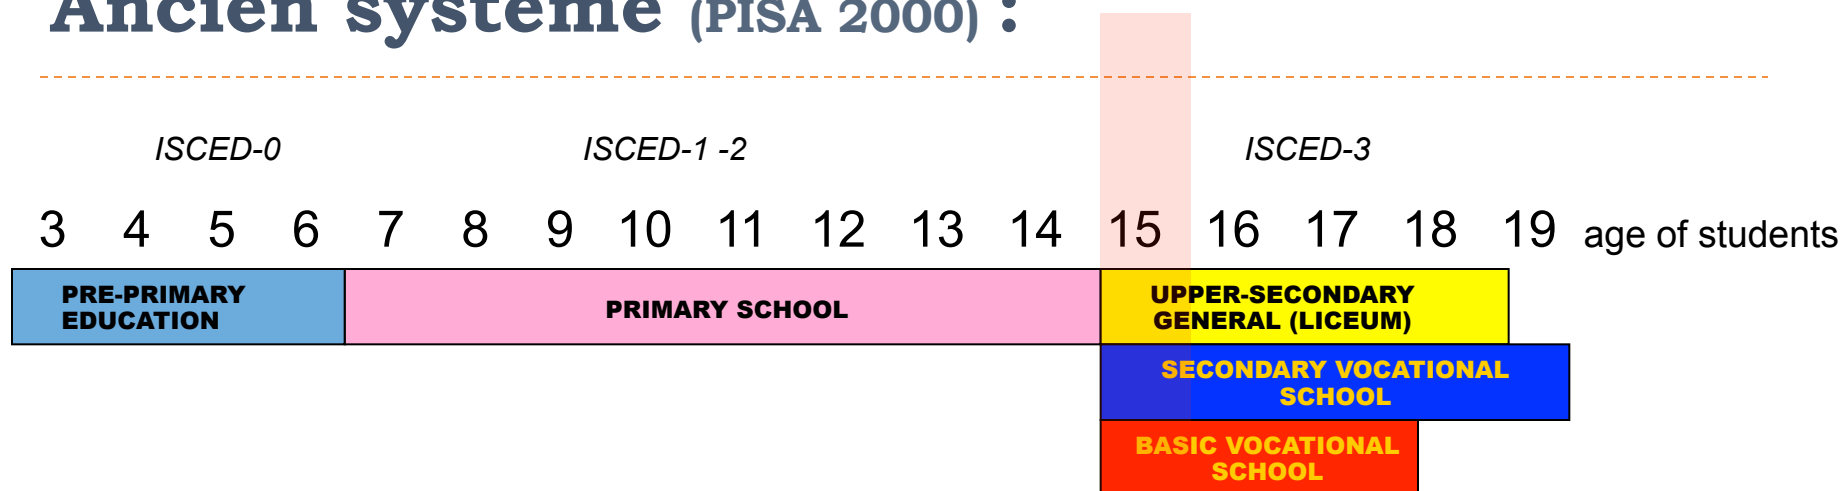 Ancien système (PISA 2000) :
ISCED-0 ISCED-1 -2 ISCED-3
3 4 5 6 7 8 9 10 11 12 13 14 15 16 17 18 19 age of students
PRE-PRIMARY
EDUCATION
PRIMARY SCHOOL
UPPER-SECONDARY
GENERAL (LICEUM)
SECONDARY VOCATIONAL
SCHOOL
BASIC VOCATIONAL
SCHOOL